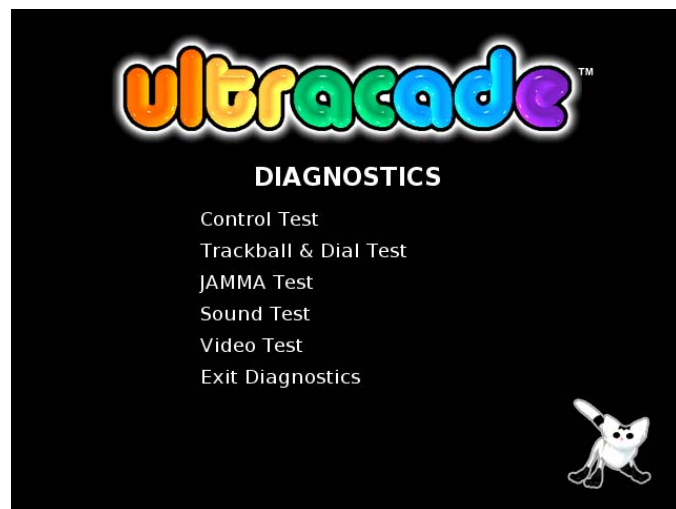 ultracade™
DIAGNOSTICS
Control Test
Trackball & Dial Test
JAMMA Test
Sound Test
Video Test
Exit Diagnostics